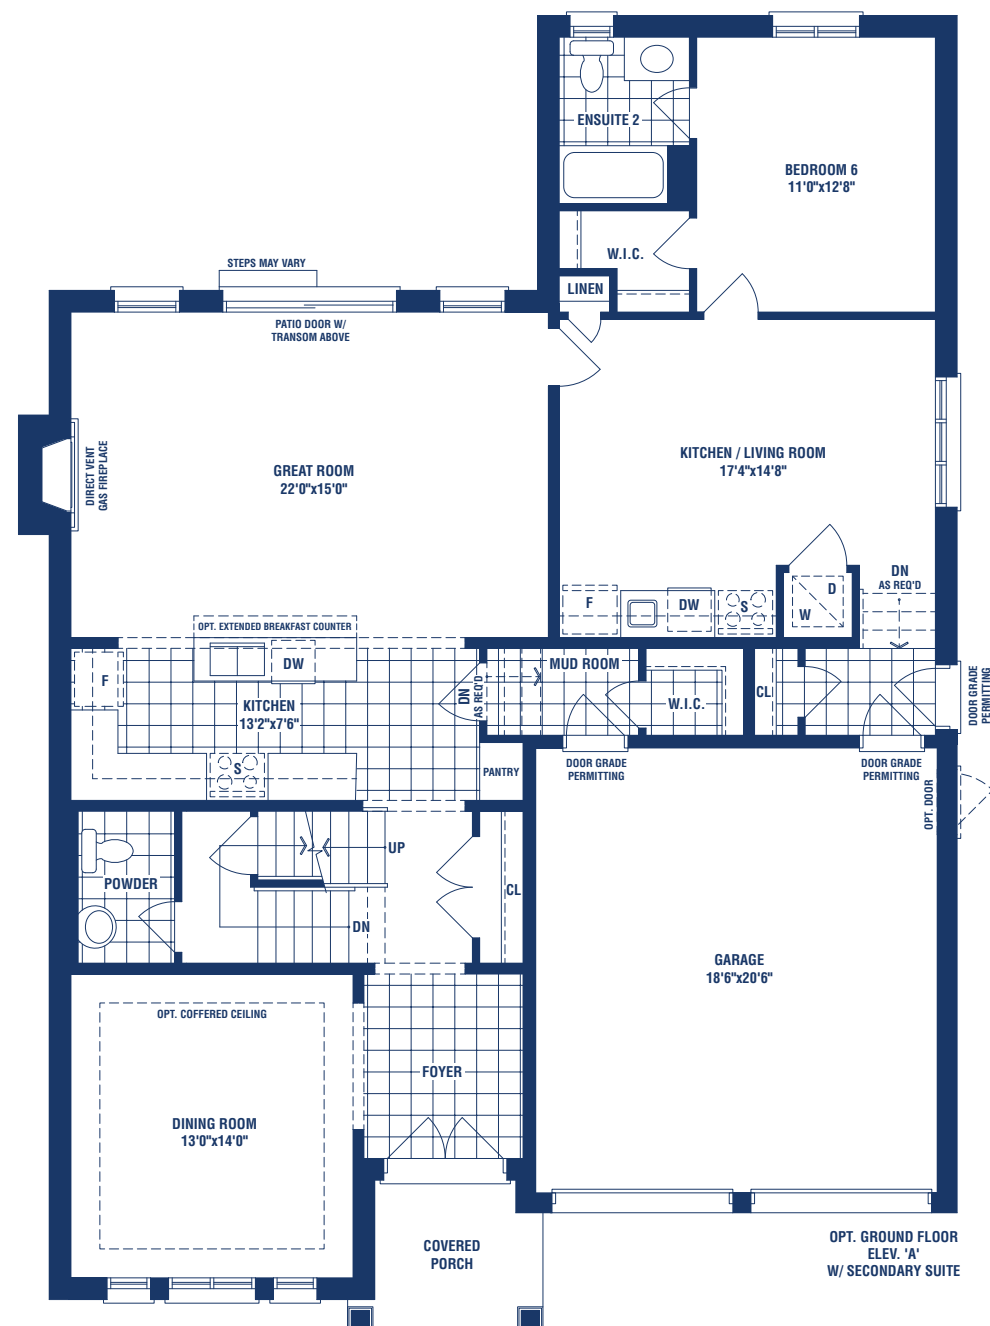 ENSUITE 2
BEDROOM 6
11'0"x12'8"
W.I.C.
LINEN
STEPS MAY VARY
PATIO DOOR W/
TRANSOM ABOVE
DIRECT VENT
GAS FIREPLACE
GREAT ROOM
22'0"x15'0"
KITCHEN / LIVING ROOM
17'4"x14'8"
F
DW
S
D
W
DN
AS REQ'D
OPT. EXTENDED BREAKFAST COUNTER
DW
F
KITCHEN
13'2"x7'6"
S
DN
AS REQ'D
MUD ROOM
W.I.C.
CL
DOOR GRADE
PERMITTING
PANTRY
DOOR GRADE
PERMITTING
DOOR GRADE
PERMITTING
OPT. DOOR
UP
POWDER
CL
DN
GARAGE
18'6"x20'6"
OPT. COFFERED CEILING
FOYER
DINING ROOM
13'0"x14'0"
COVERED
PORCH
OPT. GROUND FLOOR
ELEV. 'A'
W/ SECONDARY SUITE